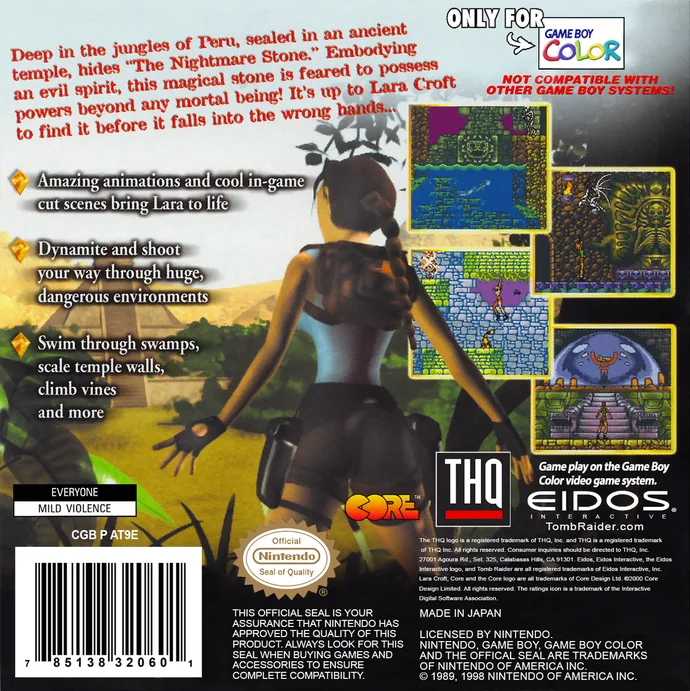 ONLY FOR
GAME BOY
COLOR
NOT COMPATIBLE WITH
OTHER GAME BOY SYSTEMS!
Deep in the jungles of Peru, sealed in an ancient
temple, hides "The Nightmare Stone." Embodying
an evil spirit, this magical stone is feared to possess
powers beyond any mortal being! It's up to Lara Croft
to find it before it falls into the wrong hands...
Amazing animations and cool in-game
cut scenes bring Lara to life
Dynamite and shoot
your way through huge,
dangerous environments
Swim through swamps,
scale temple walls,
climb vines
and more
Game play on the Game Boy
Color video game system.
EVERYONE
MILD VIOLENCE
CGB P AT9E
CORE™
THQ
EIDOS®
INTERACTIVE
TombRaider.com
Official
Nintendo
Seal of Quality
®
The THQ logo is a registered trademark of THQ, Inc. and THQ is a registered trademark
of THQ Inc. All rights reserved. Consumer inquiries should be directed to THQ, Inc.
27001 Agoura Rd., Set. 325, Calabasas Hills, CA 91301. Eidos, Eidos Interactive, the Eidos
Interactive logo, and Tomb Raider are all registered trademarks of Eidos Interactive, Inc.
Lara Croft, Core and the Core logo are all trademarks of Core Design Ltd. ©2000 Core
Design Limited. All rights reserved. The ratings icon is a trademark of the Interactive
Digital Software Association.
MADE IN JAPAN
THIS OFFICIAL SEAL IS YOUR
ASSURANCE THAT NINTENDO HAS
APPROVED THE QUALITY OF THIS
PRODUCT. ALWAYS LOOK FOR THIS
SEAL WHEN BUYING GAMES AND
ACCESSORIES TO ENSURE
COMPLETE COMPATIBILITY.
LICENSED BY NINTENDO.
NINTENDO, GAME BOY, GAME BOY COLOR
AND THE OFFICIAL SEAL ARE TRADEMARKS
OF NINTENDO OF AMERICA INC.
© 1989, 1998 NINTENDO OF AMERICA INC.
7 85138 32060 1